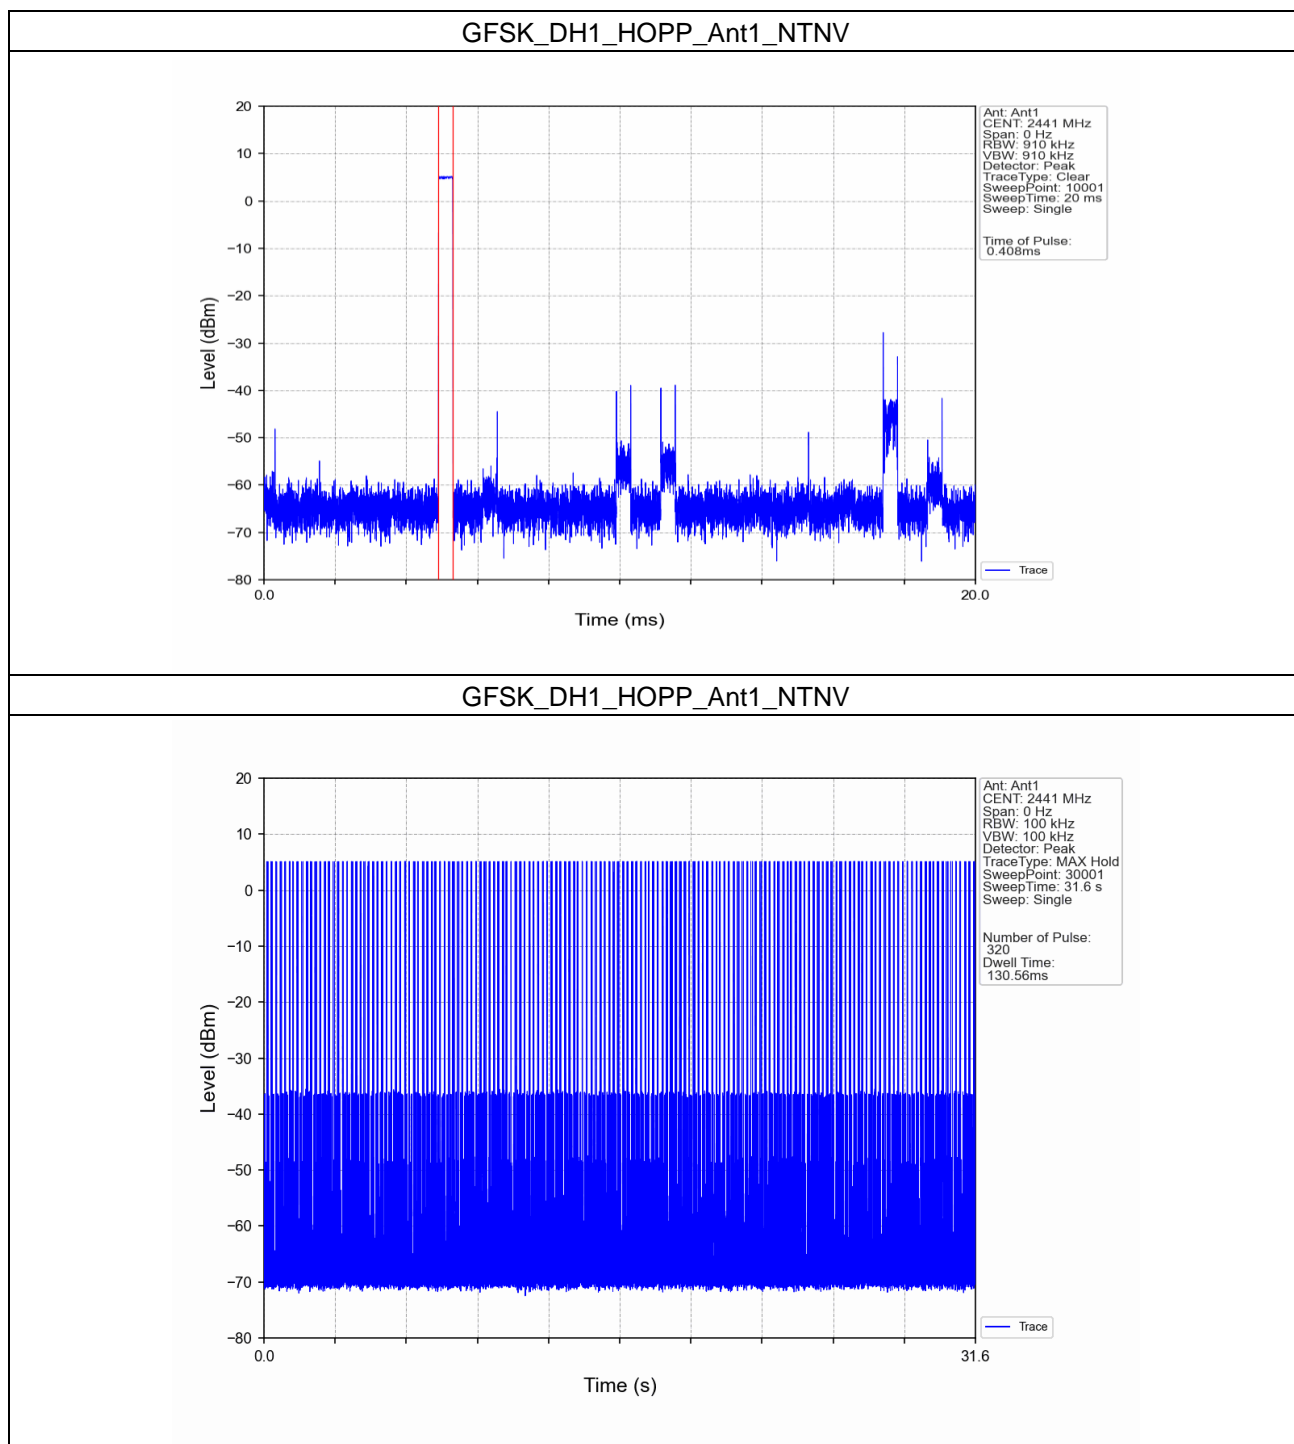 GFSK_DH1_HOPP_Ant1_NTNV
20
10
0
−10
−20
−30
−40
−50
−60
−70
−80
Level (dBm)
0.0
20.0
Time (ms)
Ant: Ant1
CENT: 2441 MHz
Span: 0 Hz
RBW: 910 kHz
VBW: 910 kHz
Detector: Peak
TraceType: Clear
SweepPoint: 10001
SweepTime: 20 ms
Sweep: Single
Time of Pulse:
0.408ms
Trace
GFSK_DH1_HOPP_Ant1_NTNV
20
10
0
−10
−20
−30
−40
−50
−60
−70
−80
Level (dBm)
0.0
31.6
Time (s)
Ant: Ant1
CENT: 2441 MHz
Span: 0 Hz
RBW: 100 kHz
VBW: 100 kHz
Detector: Peak
TraceType: MAX Hold
SweepPoint: 30001
SweepTime: 31.6 s
Sweep: Single
Number of Pulse:
320
Dwell Time:
130.56ms
Trace